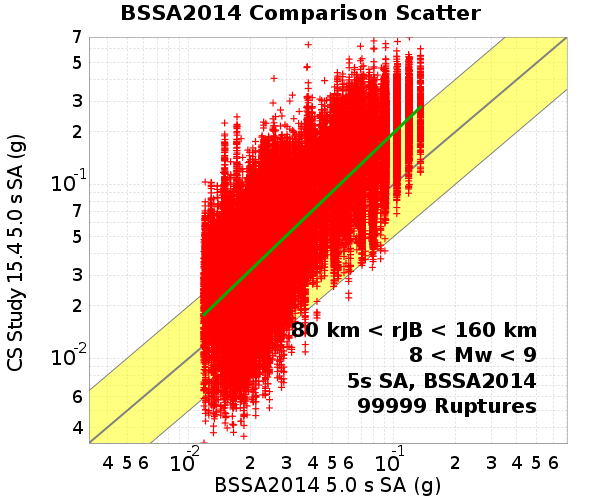 BSSA2014 Comparison Scatter
7
5
3
2
10-1
7
5
3
2
10-2
6
4
CS Study 15.4 5.0 s SA (g)
80 km < rJB < 160 km
8 < Mw < 9
5s SA, BSSA2014
99999 Ruptures
4 5 6 10-2 2 3 4 5 6 10-1 2 3 4 5 6
BSSA2014 5.0 s SA (g)